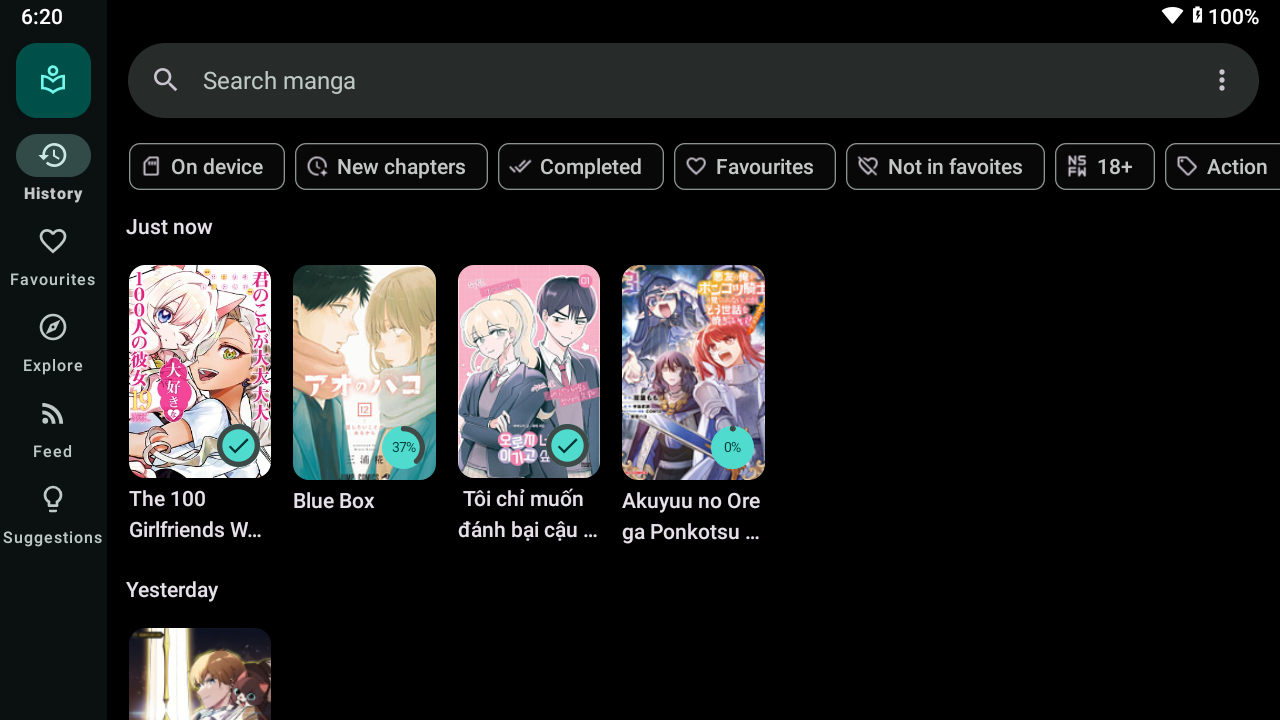 6:20
100%
Search manga
On device
New chapters
Completed
Favourites
Not in favoites
NSFW
18+
Action
History
Favourites
Explore
Feed
Suggestions
Just now
君のことが大大大大
大好きな
100人の彼女
19
アオのハコ
12
37%
0%
The 100
Girlfriends W…
Blue Box
Tôi chỉ muốn
đánh bại cậu …
Akuyuu no Ore
ga Ponkotsu …
Yesterday